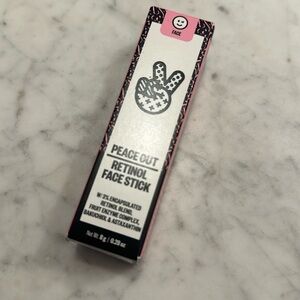 FACE
PEACE OUT
RETINOL
FACE STICK
W/ 2% ENCAPSULATED
RETINOL BLEND,
FRUIT ENZYME COMPLEX,
BAKUCHIOL & ASTAXANTHIN
Net Wt. 8g / 0.28 oz